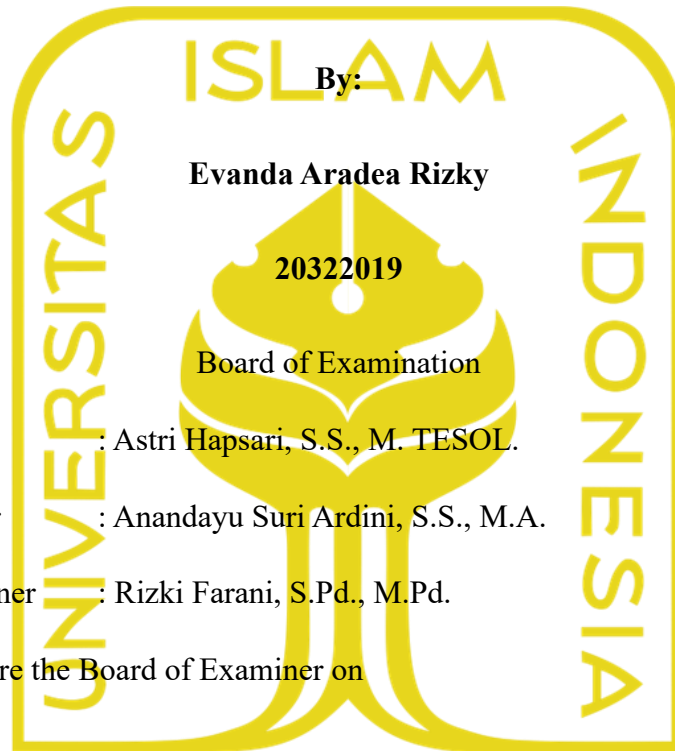 ISLAM
UNIVERSITAS
INDONESIA
By:
Evanda Aradea Rizky
20322019
Board of Examination
: Astri Hapsari, S.S., M. TESOL.
: Anandayu Suri Ardini, S.S., M.A.
ner : Rizki Farani, S.Pd., M.Pd.
re the Board of Examiner on